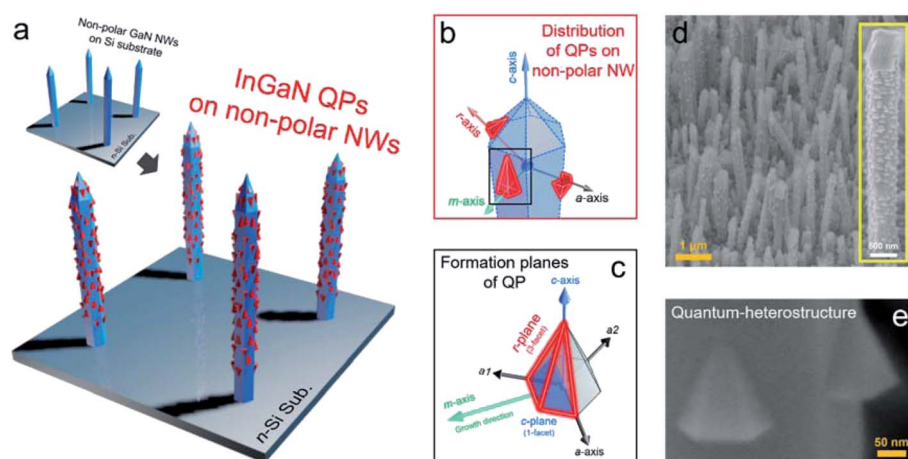 a
Non-polar GaN NWs
on Si substrate
n-Si Sub.
InGaN QPs
on non-polar NWs
n-Si Sub.
b
Distribution of QPs on
non-polar NW
c-axis
r-axis
m-axis
a-axis
Formation planes
of QP
c
c-axis
r-plane
(3-facet)
a2
a1
m-axis
Growth direction
c-plane
(1-facet)
a-axis
d
1 μm
500 nm
Quantum-heterostructure
e
50 nm